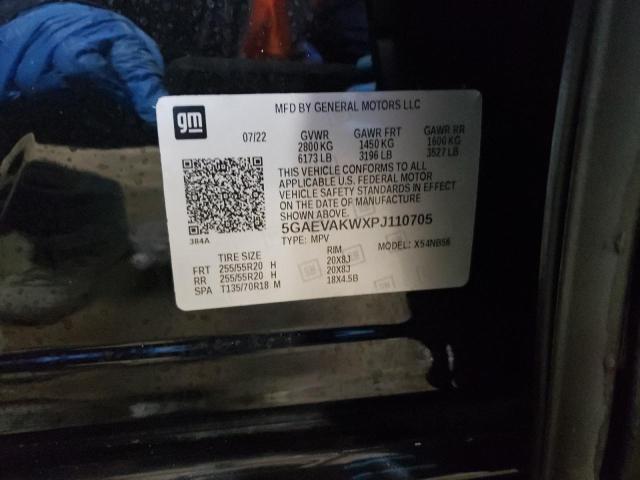 gm
MFD BY GENERAL MOTORS LLC
07/22
GVWR GAWR FRT GAWR RR
2800 KG 1450 KG 1600 KG
6173 LB 3196 LB 3527 LB
THIS VEHICLE CONFORMS TO ALL
APPLICABLE U.S. FEDERAL MOTOR
VEHICLE SAFETY STANDARDS IN EFFECT
ON THE DATE OF MANUFACTURE
SHOWN ABOVE.
384A
5GAEVAKWXPJ110705
TYPE: MPV MODEL: X54NB56
TIRE SIZE RIM
FRT 255/55R20 H 20X8J
RR 255/55R20 H 20X8J
SPA T135/70R18 M 18X4.5B